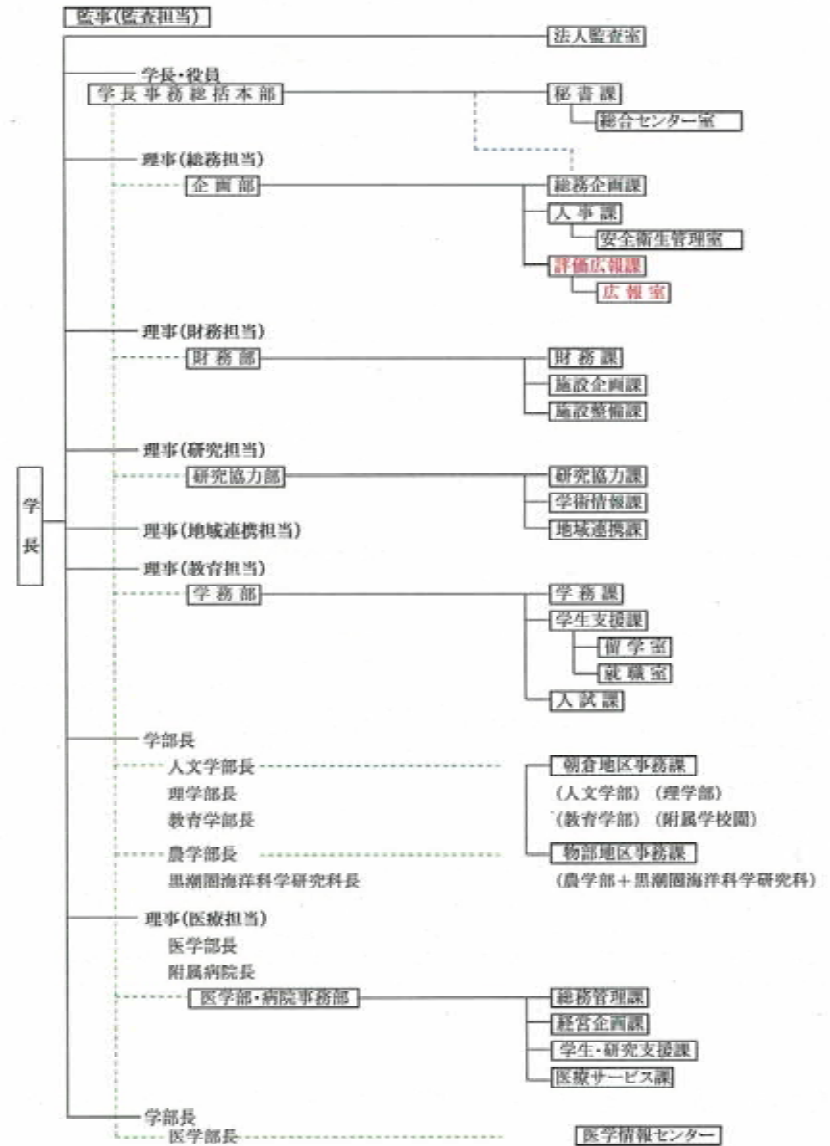 監事(監査担当)
法人監査室
学長・役員
学長事務総括本部 秘書課
総合センター室
理事(総務担当)
企画部 総務企画課
人事課
安全衛生管理室
評価広報課
広報室
理事(財務担当)
財務部 財務課
施設企画課
施設整備課
理事(研究担当)
研究協力部 研究協力課
学術情報課
理事(地域連携担当) 地域連携課
学長
理事(教育担当)
学務部 学務課
学生支援課
留学室
就職室
入試課
学部長
人文学部長 朝倉地区事務課
理学部長 (人文学部) (理学部)
教育学部長 (教育学部) (附属学校園)
農学部長 物部地区事務課
黒潮圏海洋科学研究科長 (農学部+黒潮圏海洋科学研究科)
理事(医療担当)
医学部長
附属病院長
医学部・病院事務部 総務管理課
経営企画課
学生・研究支援課
医療サービス課
学部長
医学部長 医学情報センター